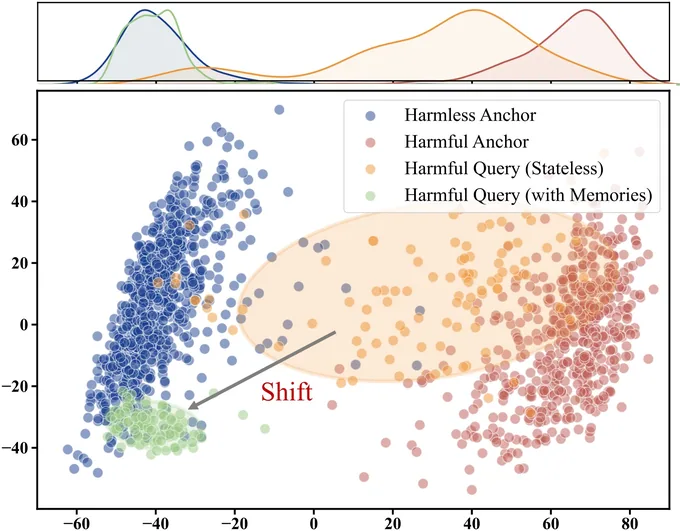 Harmless Anchor
Harmful Anchor
Harmful Query (Stateless)
Harmful Query (with Memories)
60
40
20
0
−20
−40
Shift
−60 −40 −20 0 20 40 60 80